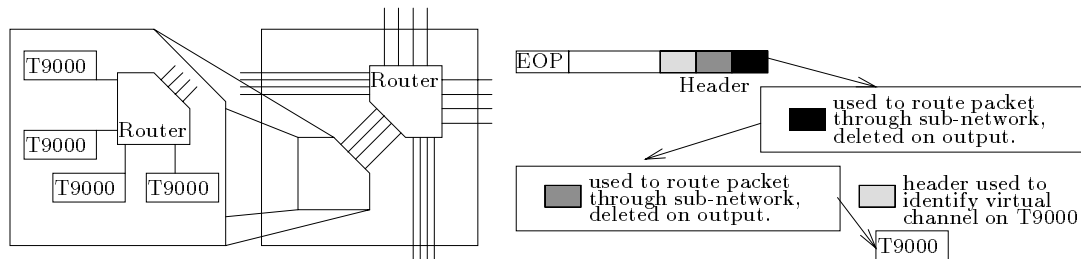 T9000
Router
T9000
T9000
T9000
Router
EOP
Header
used to route packet
through sub-network,
deleted on output.
used to route packet
through sub-network,
deleted on output.
header used to
identify virtual
channel on T9000
T9000